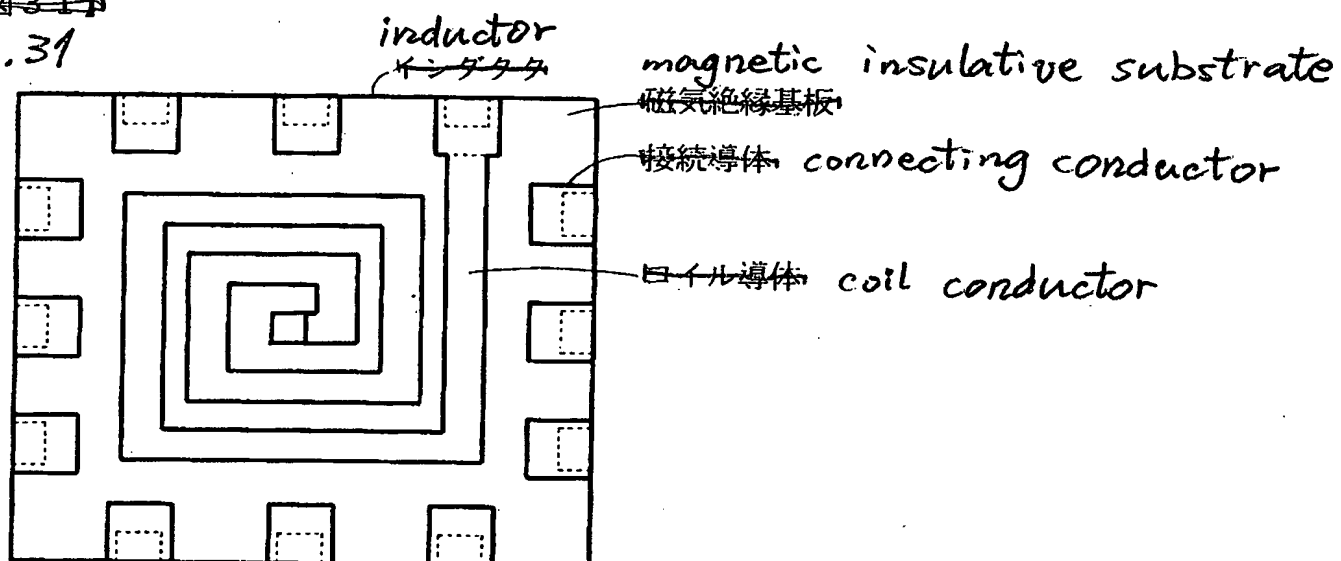 .31
inductor
インダクタ
magnetic insulative substrate
磁気絶縁基板
接続導体 connecting conductor
コイル導体 coil conductor